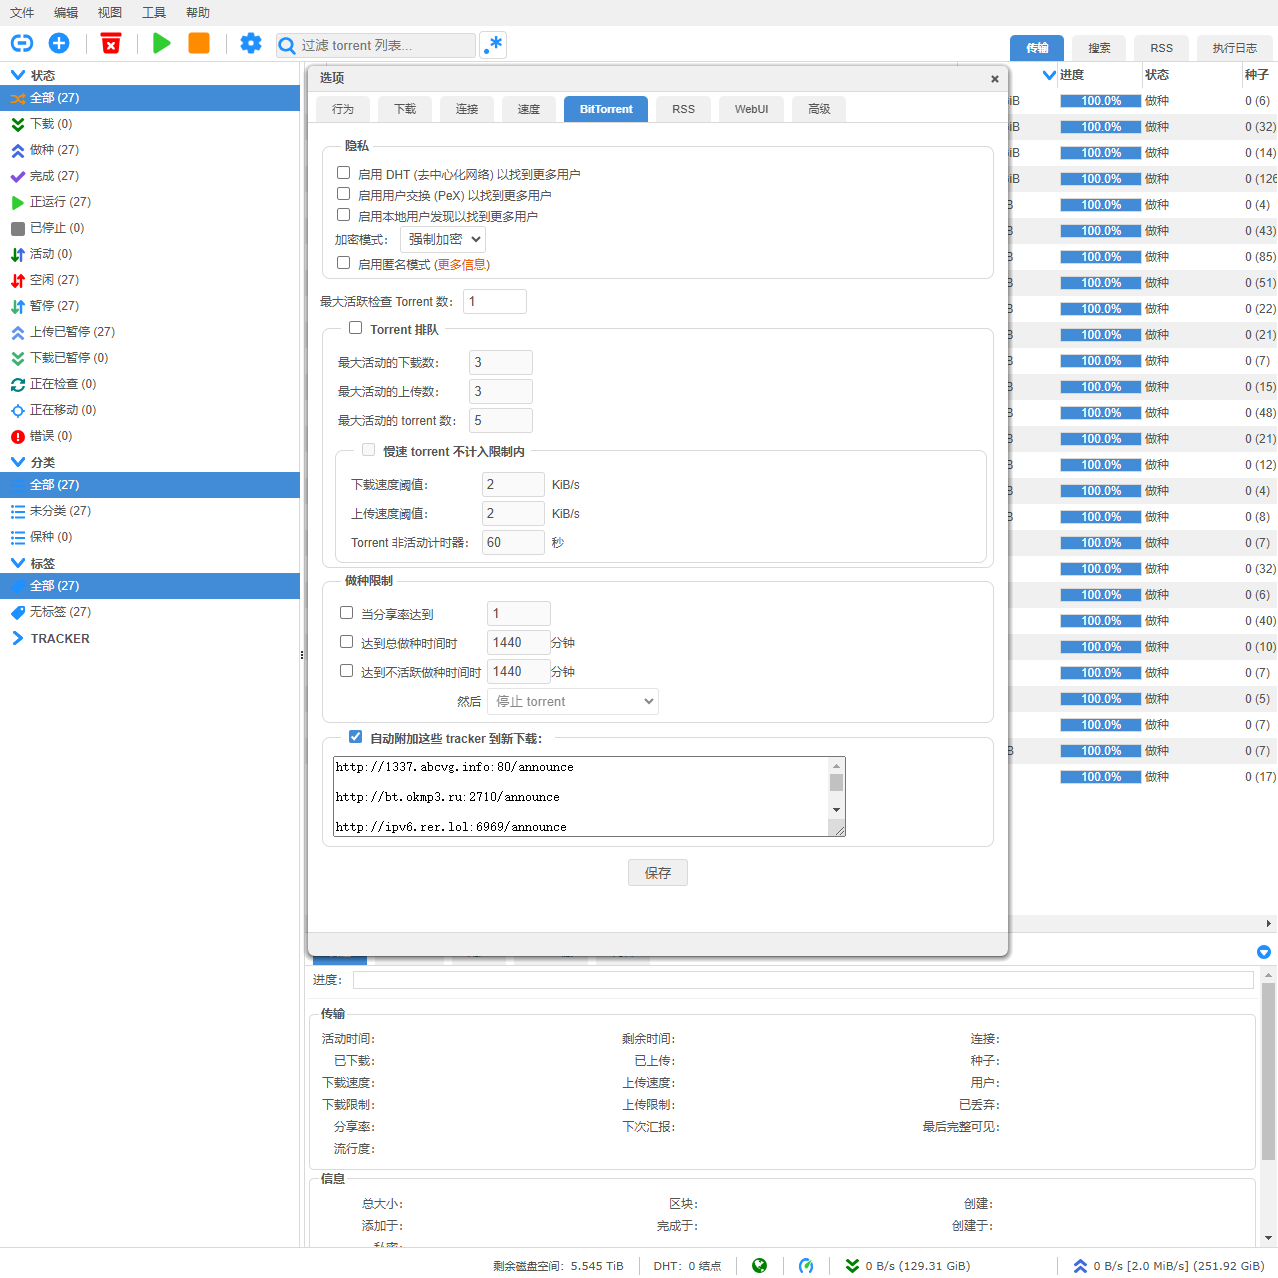 文件 编辑 视图 工具 帮助
过滤 torrent 列表... .*
传输 搜索 RSS 执行日志
状态
全部 (27)
下载 (0)
做种 (27)
完成 (27)
正运行 (27)
已停止 (0)
活动 (0)
空闲 (27)
暂停 (27)
上传已暂停 (27)
下载已暂停 (0)
正在检查 (0)
正在移动 (0)
错误 (0)
分类
全部 (27)
未分类 (27)
保种 (0)
标签
全部 (27)
无标签 (27)
TRACKER
选项 ×
行为 下载 连接 速度 BitTorrent RSS WebUI 高级
隐私
启用 DHT (去中心化网络) 以找到更多用户
启用用户交换 (PeX) 以找到更多用户
启用本地用户发现以找到更多用户
加密模式： 强制加密
启用匿名模式 (更多信息)
最大活跃检查 Torrent 数： 1
Torrent 排队
最大活动的下载数： 3
最大活动的上传数： 3
最大活动的 torrent 数： 5
慢速 torrent 不计入限制内
下载速度阈值： 2 KiB/s
上传速度阈值： 2 KiB/s
Torrent 非活动计时器： 60 秒
做种限制
当分享率达到 1
达到总做种时间时 1440 分钟
达到不活跃做种时间时 1440 分钟
然后 停止 torrent
自动附加这些 tracker 到新下载：
http://1337.abcvg.info:80/announce
http://bt.okmp3.ru:2710/announce
http://ipv6.rer.lol:6969/announce
保存
进度 状态 种子
iB 100.0% 做种 0 (6)
iB 100.0% 做种 0 (32)
iB 100.0% 做种 0 (14)
iB 100.0% 做种 0 (126
B 100.0% 做种 0 (4)
B 100.0% 做种 0 (43)
B 100.0% 做种 0 (85)
B 100.0% 做种 0 (51)
B 100.0% 做种 0 (22)
B 100.0% 做种 0 (21)
B 100.0% 做种 0 (7)
B 100.0% 做种 0 (15)
B 100.0% 做种 0 (48)
B 100.0% 做种 0 (21)
B 100.0% 做种 0 (12)
B 100.0% 做种 0 (4)
B 100.0% 做种 0 (8)
100.0% 做种 0 (7)
100.0% 做种 0 (32)
100.0% 做种 0 (6)
100.0% 做种 0 (40)
100.0% 做种 0 (10)
100.0% 做种 0 (7)
100.0% 做种 0 (5)
100.0% 做种 0 (7)
B 100.0% 做种 0 (7)
100.0% 做种 0 (17)
进度：
传输
活动时间： 剩余时间： 连接：
已下载： 已上传： 种子：
下载速度： 上传速度： 用户：
下载限制： 上传限制： 已丢弃：
分享率： 下次汇报： 最后完整可见：
流行度：
信息
总大小： 区块： 创建：
添加于： 完成于： 创建于：
剩余磁盘空间：5.545 TiB DHT：0 结点 0 B/s (129.31 GiB) 0 B/s [2.0 MiB/s] (251.92 GiB)